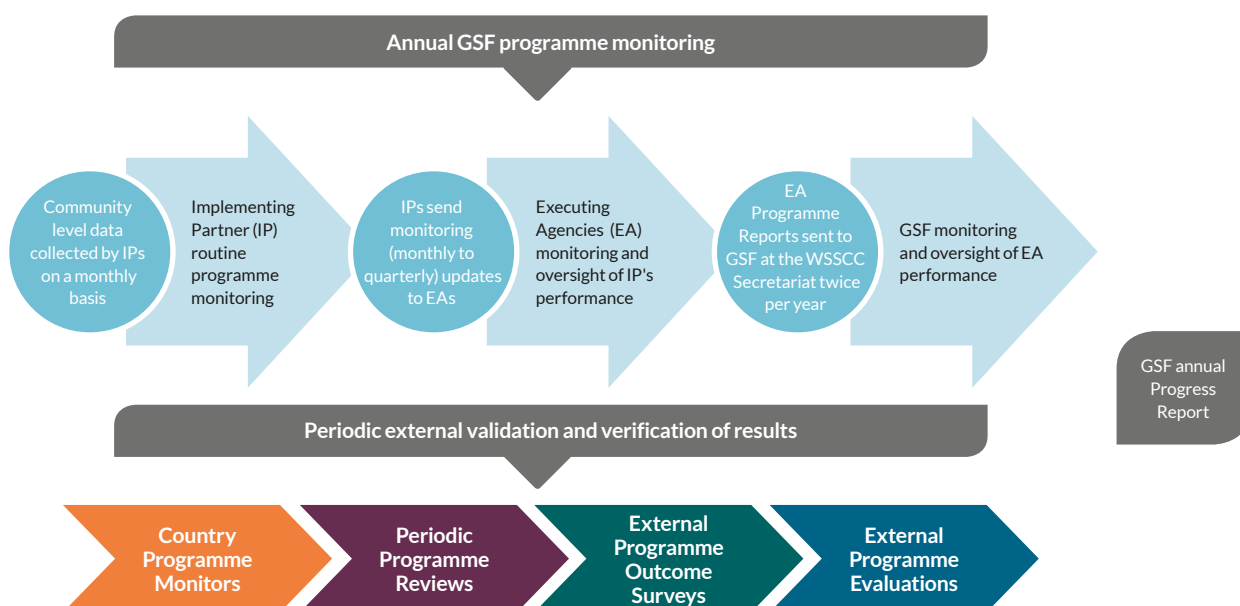 Annual GSF programme monitoring
Community
level data
collected by IPs
on a monthly
basis
Implementing
Partner (IP)
routine
programme
monitoring
IPs send
monitoring
(monthly to
quarterly) updates
to EAs
Executing
Agencies (EA)
monitoring and
oversight of IP's
performance
EA
Programme
Reports sent to
GSF at the WSSCC
Secretariat twice
per year
GSF monitoring
and oversight of EA
performance
GSF annual
Progress
Report
Periodic external validation and verification of results
Country
Programme
Monitors
Periodic
Programme
Reviews
External
Programme
Outcome
Surveys
External
Programme
Evaluations